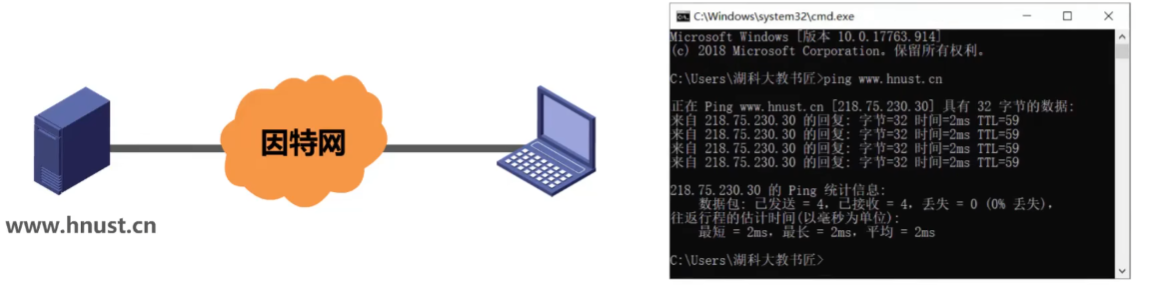 因特网
www.hnust.cn
C:\Windows\system32\cmd.exe
Microsoft Windows [版本 10.0.17763.914]
(c) 2018 Microsoft Corporation。保留所有权利。
C:\Users\湖科大教书匠>ping www.hnust.cn
正在 Ping www.hnust.cn [218.75.230.30] 具有 32 字节的数据:
来自 218.75.230.30 的回复: 字节=32 时间=2ms TTL=59
来自 218.75.230.30 的回复: 字节=32 时间=2ms TTL=59
来自 218.75.230.30 的回复: 字节=32 时间=2ms TTL=59
来自 218.75.230.30 的回复: 字节=32 时间=2ms TTL=59
218.75.230.30 的 Ping 统计信息:
数据包: 已发送 = 4，已接收 = 4，丢失 = 0 (0% 丢失)，
往返行程的估计时间(以毫秒为单位):
最短 = 2ms，最长 = 2ms，平均 = 2ms
C:\Users\湖科大教书匠>